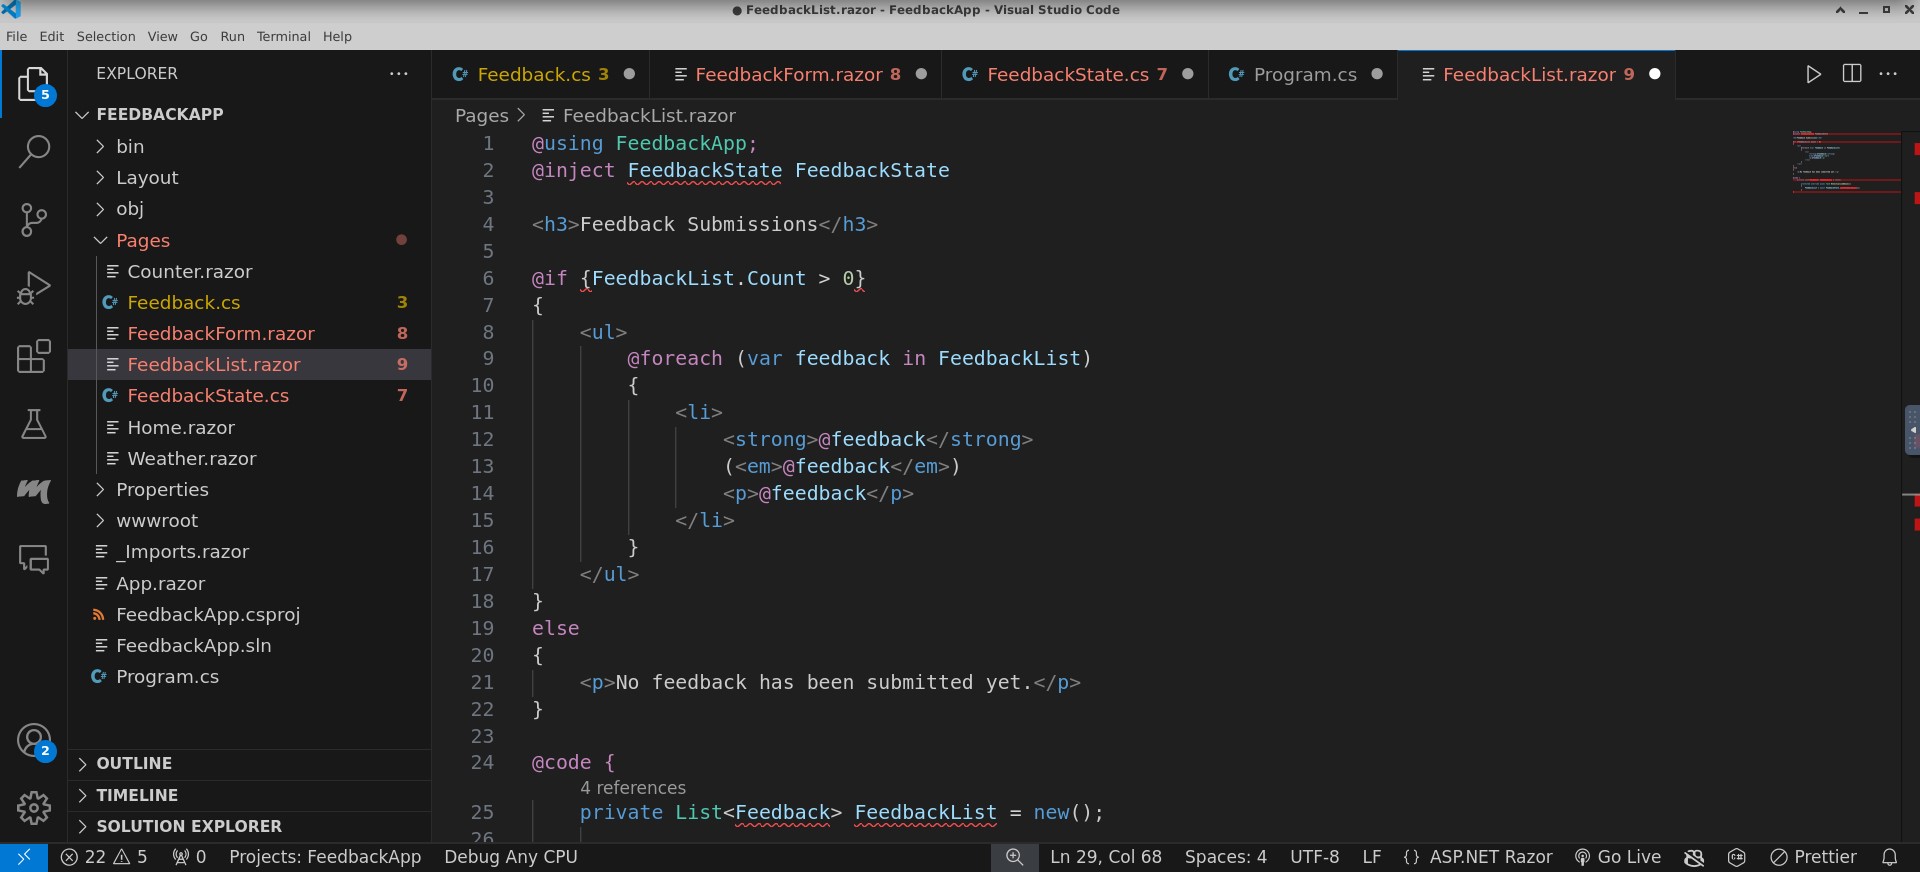 ● FeedbackList.razor - FeedbackApp - Visual Studio Code
File Edit Selection View Go Run Terminal Help
5
2
EXPLORER ···
FEEDBACKAPP
bin
Layout
obj
Pages
Counter.razor
Feedback.cs 3
FeedbackForm.razor 8
FeedbackList.razor 9
FeedbackState.cs 7
Home.razor
Weather.razor
Properties
wwwroot
_Imports.razor
App.razor
FeedbackApp.csproj
FeedbackApp.sln
Program.cs
OUTLINE
TIMELINE
SOLUTION EXPLORER
Feedback.cs 3 FeedbackForm.razor 8 FeedbackState.cs 7 Program.cs FeedbackList.razor 9
Pages > FeedbackList.razor
1 @using FeedbackApp;
2 @inject FeedbackState FeedbackState
3
4 <h3>Feedback Submissions</h3>
5
6 @if {FeedbackList.Count > 0}
7 {
8 <ul>
9 @foreach (var feedback in FeedbackList)
10 {
11 <li>
12 <strong>@feedback</strong>
13 (<em>@feedback</em>)
14 <p>@feedback</p>
15 </li>
16 }
17 </ul>
18 }
19 else
20 {
21 <p>No feedback has been submitted yet.</p>
22 }
23
24 @code {
4 references
25 private List<Feedback> FeedbackList = new();
26
22 5 0 Projects: FeedbackApp Debug Any CPU Ln 29, Col 68 Spaces: 4 UTF-8 LF {} ASP.NET Razor Go Live Prettier